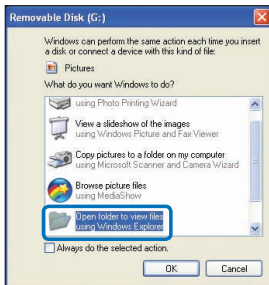 Removable Disk (G:)
Windows can perform the same action each time you insert
a disk or connect a device with this kind of file:
Pictures
What do you want Windows to do?
using Photo Printing Wizard
View a slideshow of the images
using Windows Picture and Fax Viewer
Copy pictures to a folder on my computer
using Microsoft Scanner and Camera Wizard
Browse picture files
using MediaShow
Open folder to view files
using Windows Explorer
Always do the selected action.
OK
Cancel